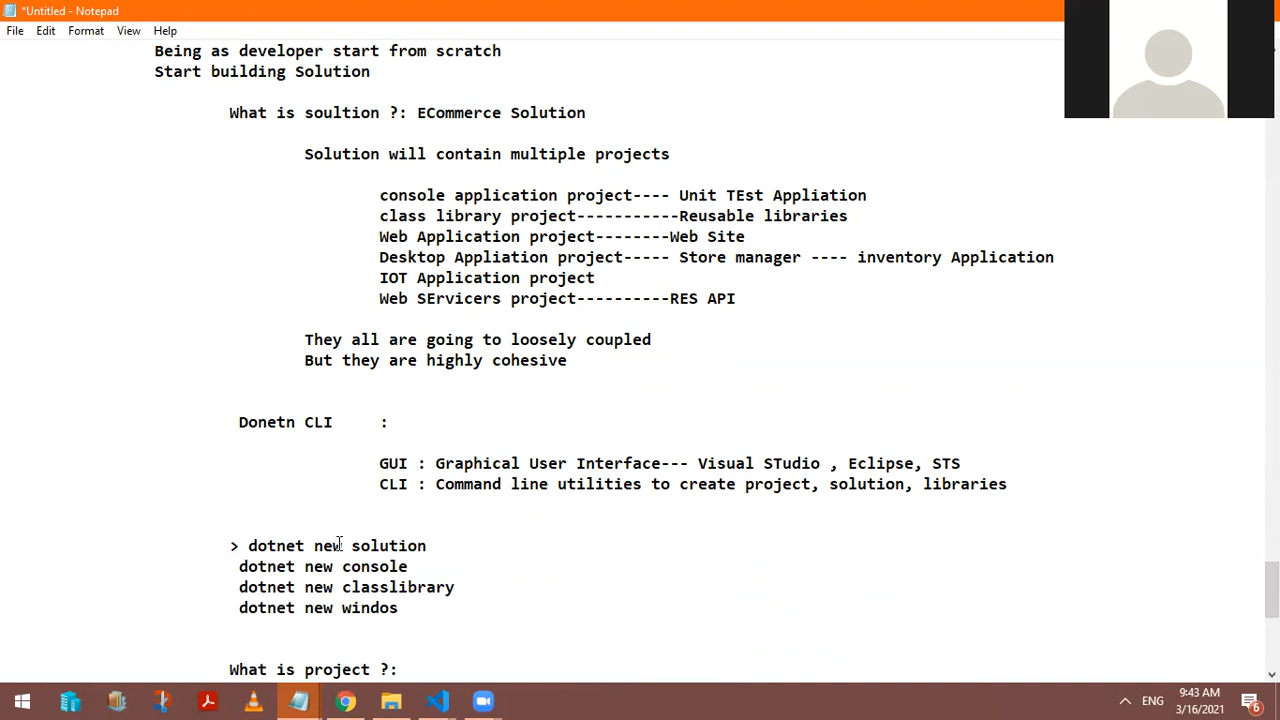 *Untitled - Notepad
File Edit Format View Help
Being as developer start from scratch
Start building Solution
What is soultion ?: ECommerce Solution
Solution will contain multiple projects
console application project---- Unit TEst Appliation
class library project-----------Reusable libraries
Web Application project--------Web Site
Desktop Appliation project----- Store manager ---- inventory Application
IOT Application project
Web SErvicers project----------RES API
They all are going to loosely coupled
But they are highly cohesive
Donetn CLI :
GUI : Graphical User Interface--- Visual STudio , Eclipse, STS
CLI : Command line utilities to create project, solution, libraries
> dotnet new solution
dotnet new console
dotnet new classlibrary
dotnet new windos
What is project ?:
ENG
9:43 AM
3/16/2021
6